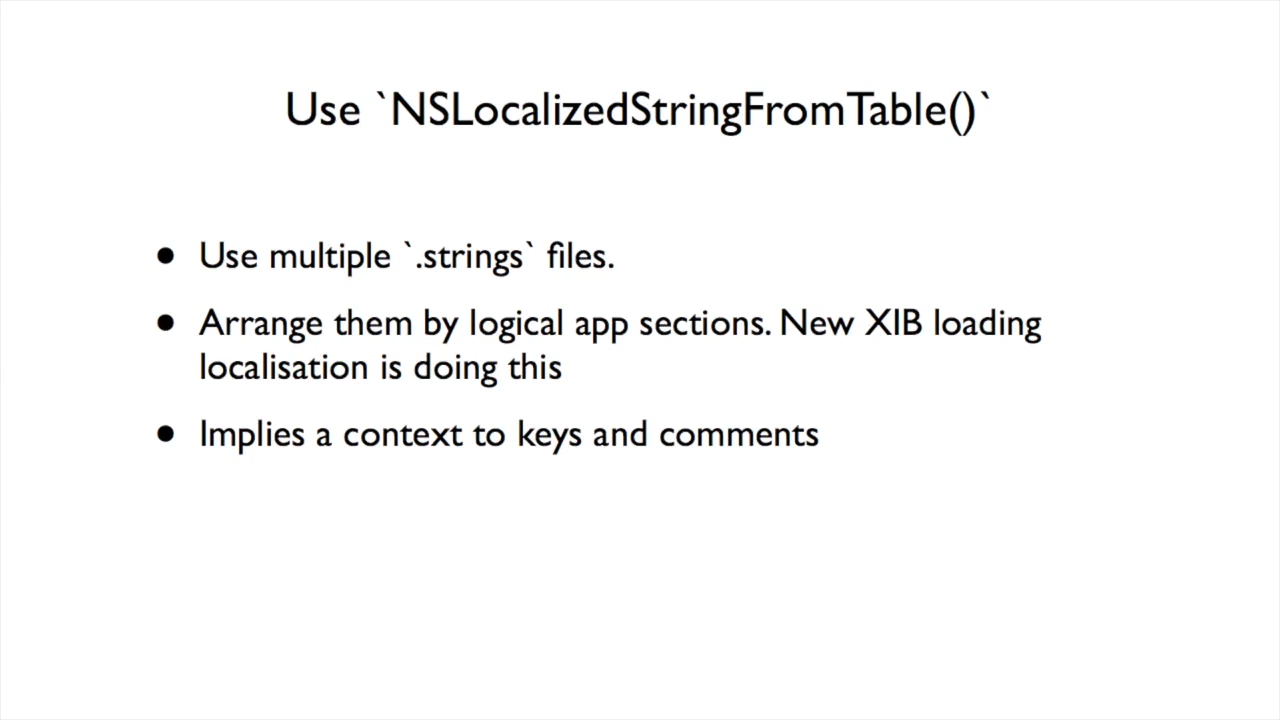 Use `NSLocalizedStringFromTable()`
• Use multiple `.strings` files.
• Arrange them by logical app sections. New XIB loading
localisation is doing this
• Implies a context to keys and comments